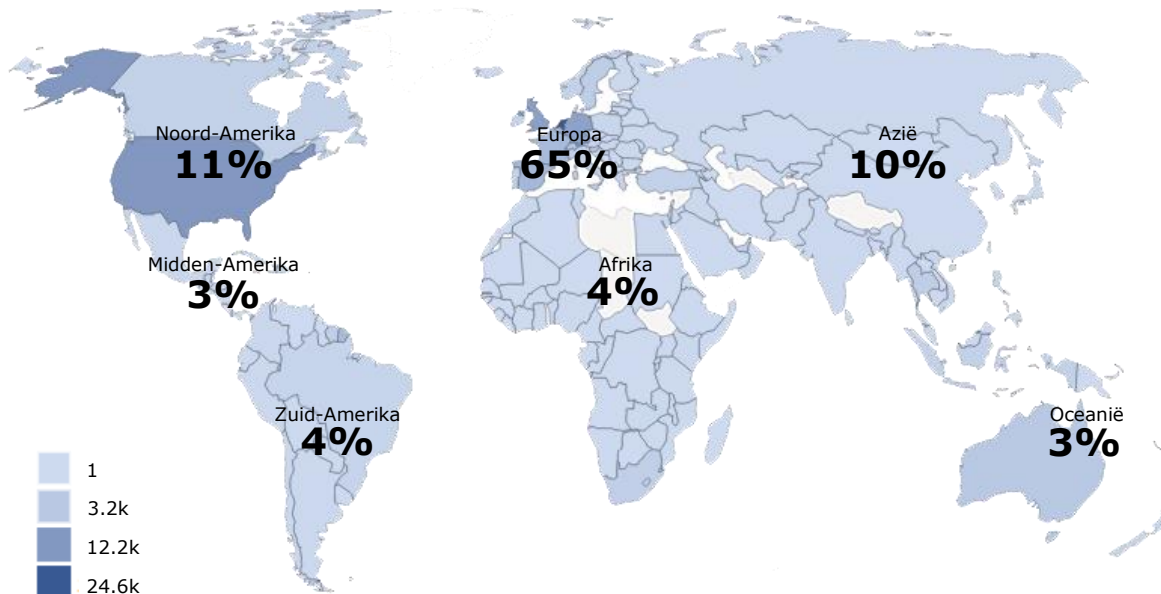 Noord-Amerika
11%
Europa
65%
Azië
10%
Midden-Amerika
3%
Afrika
4%
Zuid-Amerika
4%
Oceanië
3%
1
3.2k
12.2k
24.6k